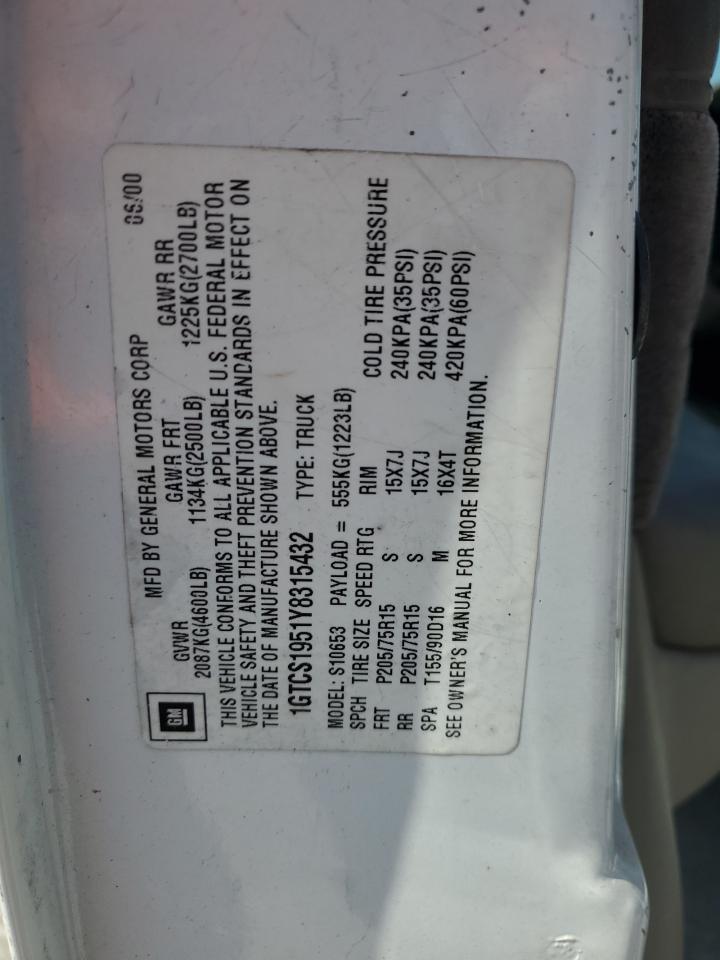 GM
MFD BY GENERAL MOTORS CORP 06/00
GVWR GAWR FRT GAWR RR
2087KG(4600LB) 1134KG(2500LB) 1225KG(2700LB)
THIS VEHICLE CONFORMS TO ALL APPLICABLE U.S. FEDERAL MOTOR
VEHICLE SAFETY AND THEFT PREVENTION STANDARDS IN EFFECT ON
THE DATE OF MANUFACTURE SHOWN ABOVE.
1GTCS1951Y8315432 TYPE: TRUCK
MODEL: S10653 PAYLOAD = 555KG(1223LB)
SPCH TIRE SIZE SPEED RTG RIM COLD TIRE PRESSURE
FRT P205/75R15 S 15X7J 240KPA(35PSI)
RR P205/75R15 S 15X7J 240KPA(35PSI)
SPA T155/90D16 M 16X4T 420KPA(60PSI)
SEE OWNER'S MANUAL FOR MORE INFORMATION.